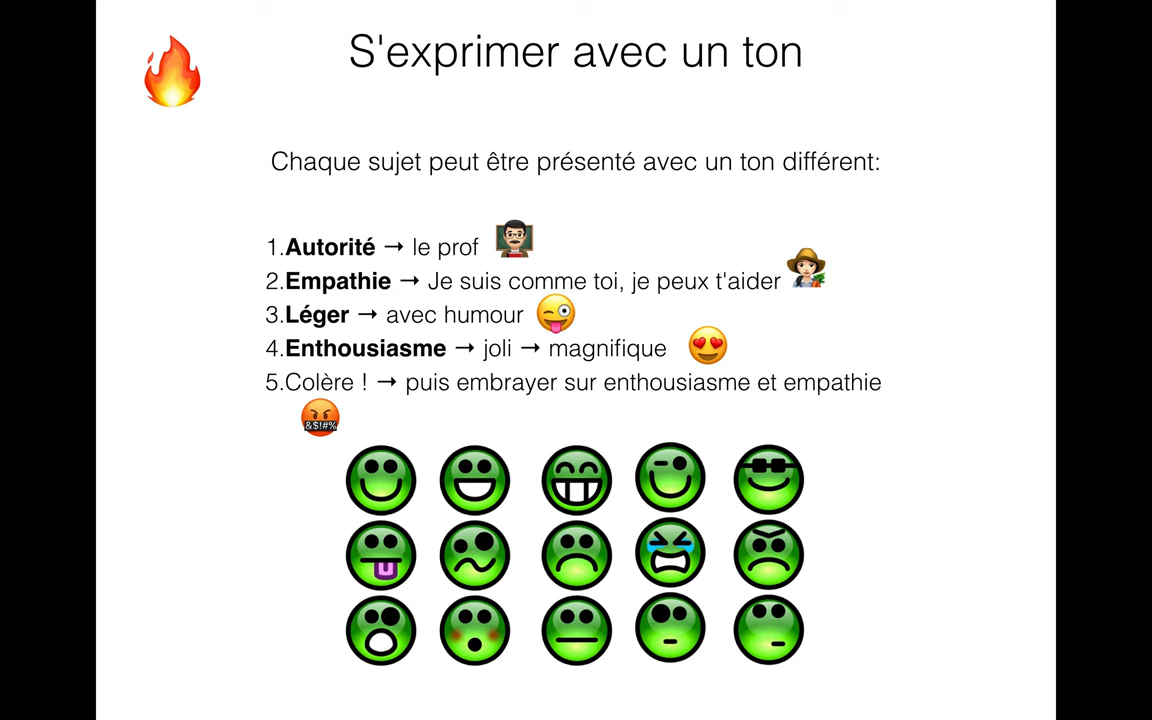 S'exprimer avec un ton
Chaque sujet peut être présenté avec un ton différent:
1.Autorité → le prof
2.Empathie → Je suis comme toi, je peux t'aider
3.Léger → avec humour
4.Enthousiasme → joli → magnifique
5.Colère ! → puis embrayer sur enthousiasme et empathie
&$!#%